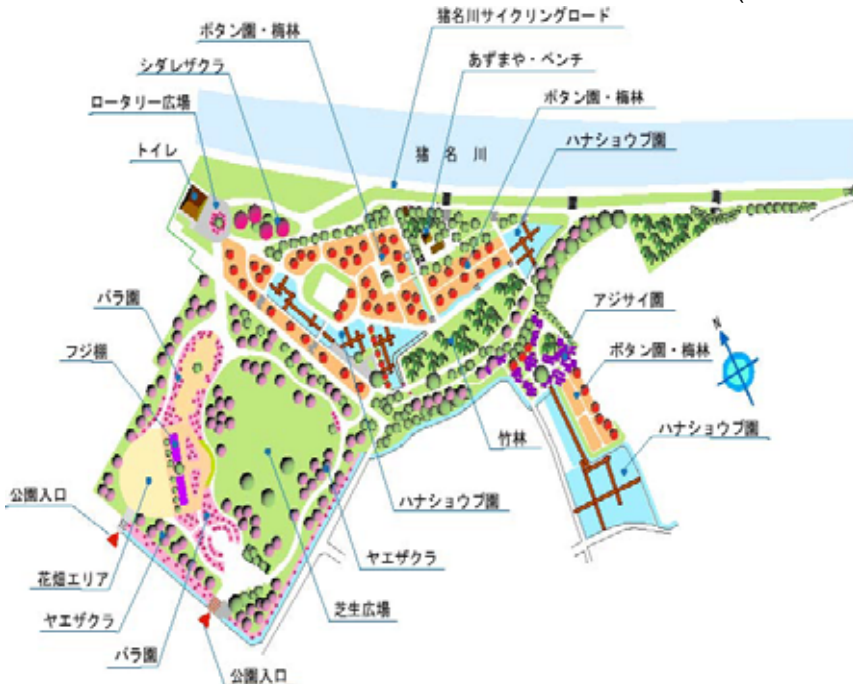 (
猪名川サイクリングロード
ボタン園・梅林
あずまや・ベンチ
シダレザクラ
ボタン園・梅林
ロータリー広場
ハナショウブ園
トイレ
猪名川
バラ園
アジサイ園
N
フジ棚
ボタン園・梅林
竹林
ハナショウブ園
公園入口
ハナショウブ園
ヤエザクラ
花畑エリア
芝生広場
ヤエザクラ
バラ園
公園入口